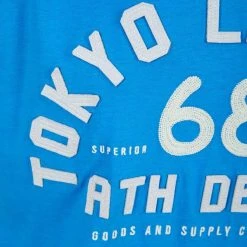 TOKYO L
68
SUPERIOR
ATH DE
GOODS AND SUPPLY C